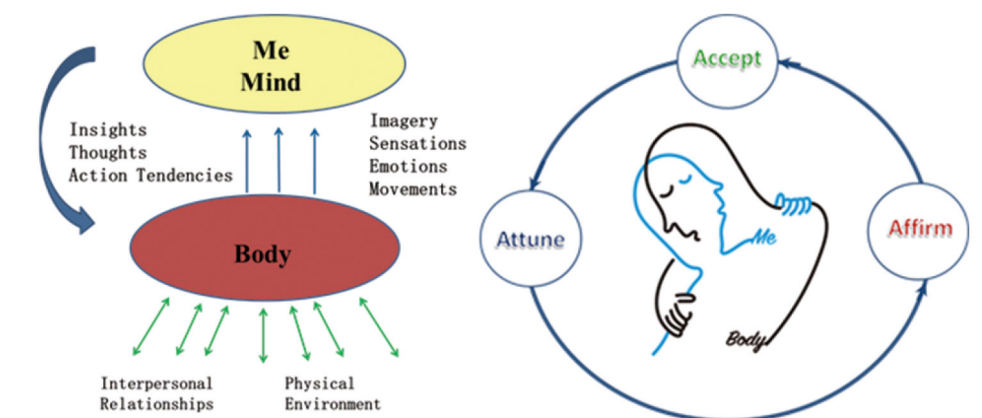 Me
Mind
Insights
Thoughts
Action Tendencies
Imagery
Sensations
Emotions
Movements
Body
Interpersonal
Relationships
Physical
Environment
Accept
Attune
Affirm
Me
Body